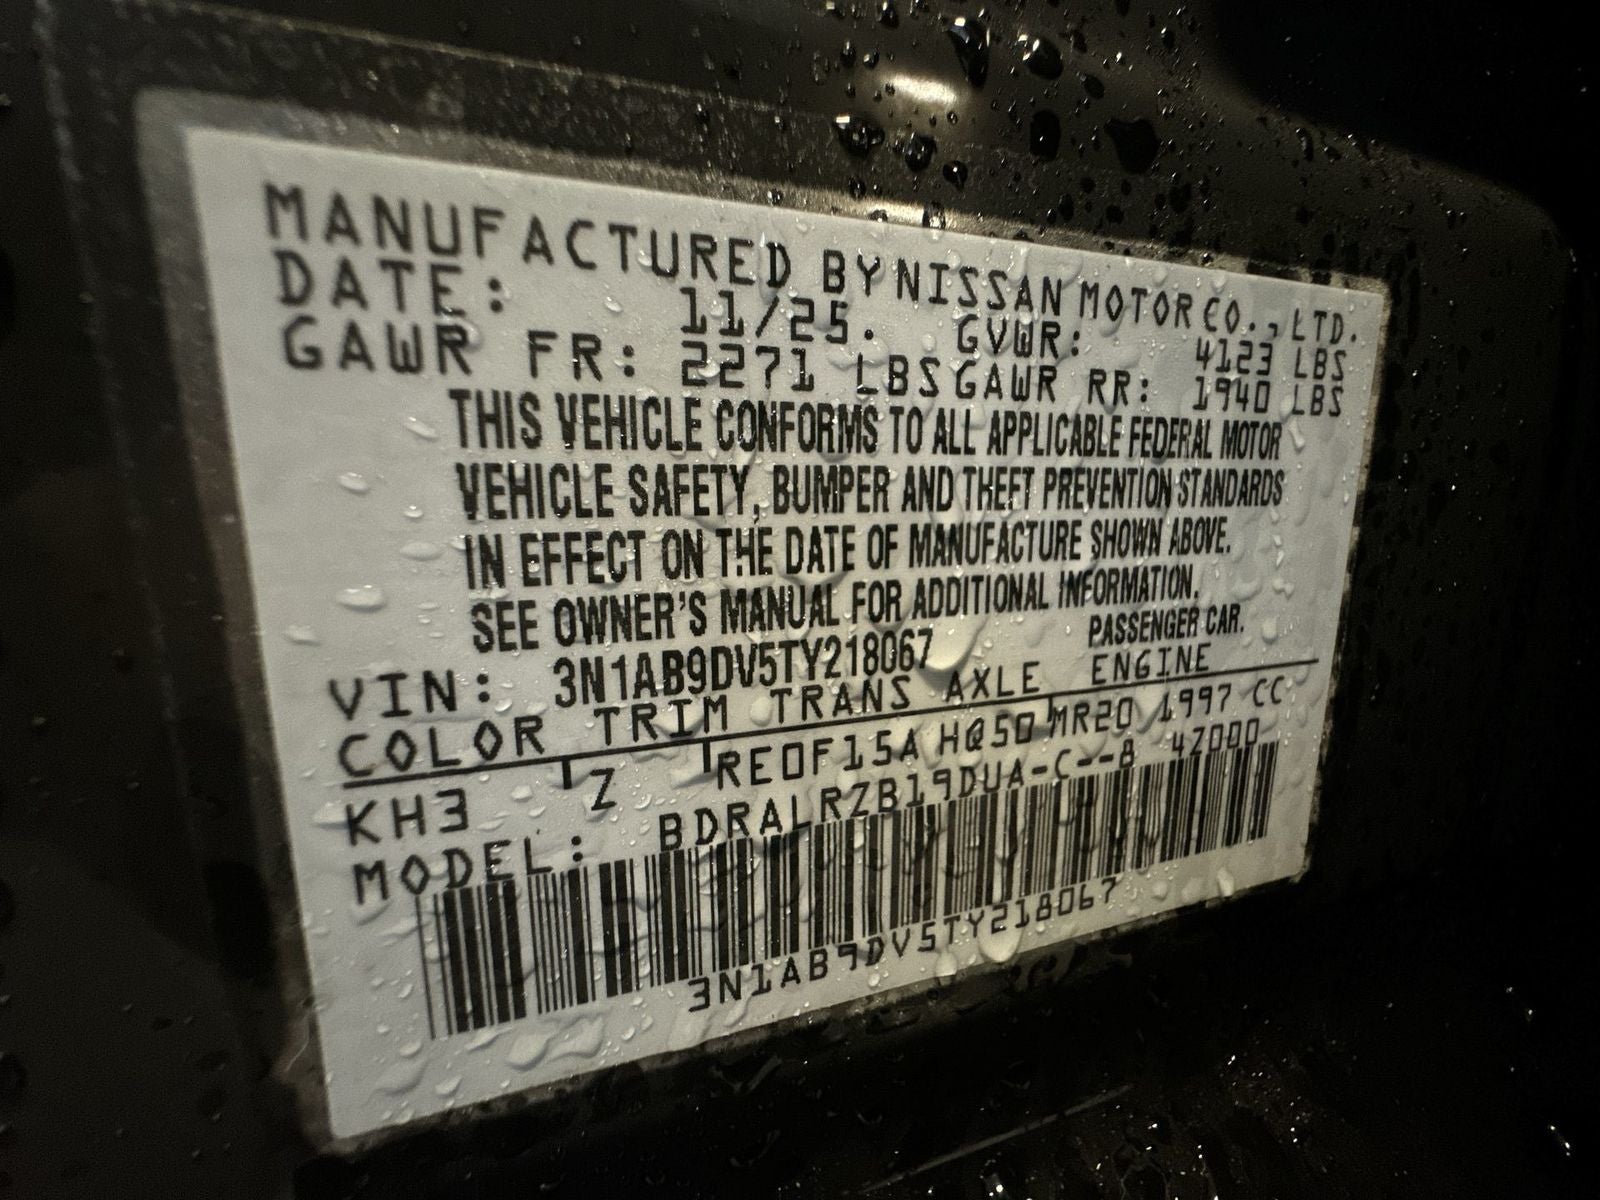 MANUFACTURED BY NISSAN MOTOR CO., LTD.
DATE: 11/25. GVWR: 4123 LBS
GAWR FR: 2271 LBS GAWR RR: 1940 LBS
THIS VEHICLE CONFORMS TO ALL APPLICABLE FEDERAL MOTOR
VEHICLE SAFETY, BUMPER AND THEFT PREVENTION STANDARDS
IN EFFECT ON THE DATE OF MANUFACTURE SHOWN ABOVE.
SEE OWNER'S MANUAL FOR ADDITIONAL INFORMATION.
VIN: 3N1AB9DV5TY218067 PASSENGER CAR.
COLOR TRIM TRANS AXLE ENGINE
KH3 Z RE0F15A H@50 MR20 1997 CC
MODEL: BDRALRZB19DUA-C--8 4Z000
3N1AB9DV5TY218067